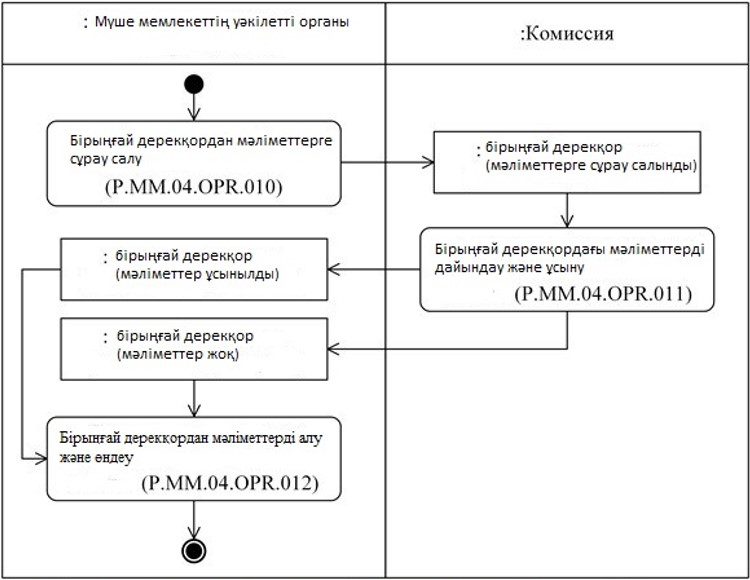 : Мүше мемлекеттің уәкілетті органы
:Комиссия
Бірыңғай дерекқордан мәліметтерге
сұрау салу
(P.MM.04.OPR.010)
: бірыңғай дерекқор
(мәліметтерге сұрау салынды)
Бірыңғай дерекқордағы мәліметтерді
дайындау және ұсыну
(P.MM.04.OPR.011)
: бірыңғай дерекқор
(мәліметтер ұсынылды)
: бірыңғай дерекқор
(мәліметтер жоқ)
Бірыңғай дереккордан мәліметтерді алу
және өңдеу
(P.MM.04.OPR.012)